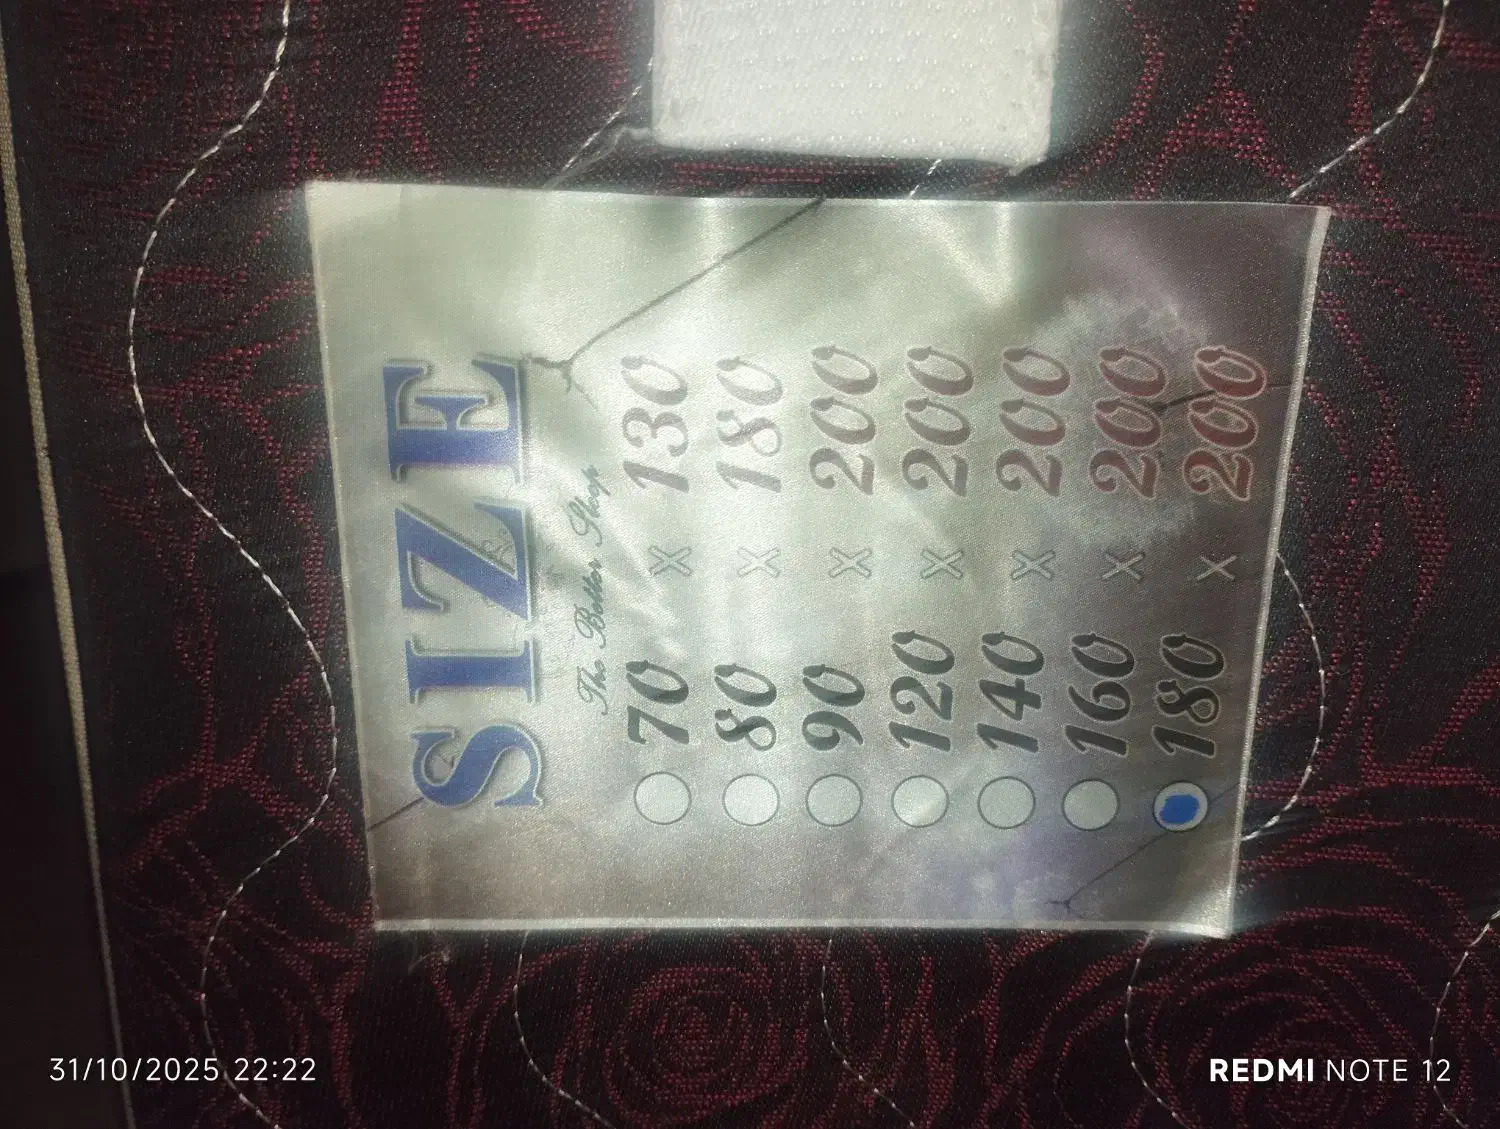 SIZE
The Better Sleep
70 X 130
80 X 180
90 X 200
120 X 200
140 X 200
160 X 200
180 X 200
31/10/2025 22:22
REDMI NOTE 12